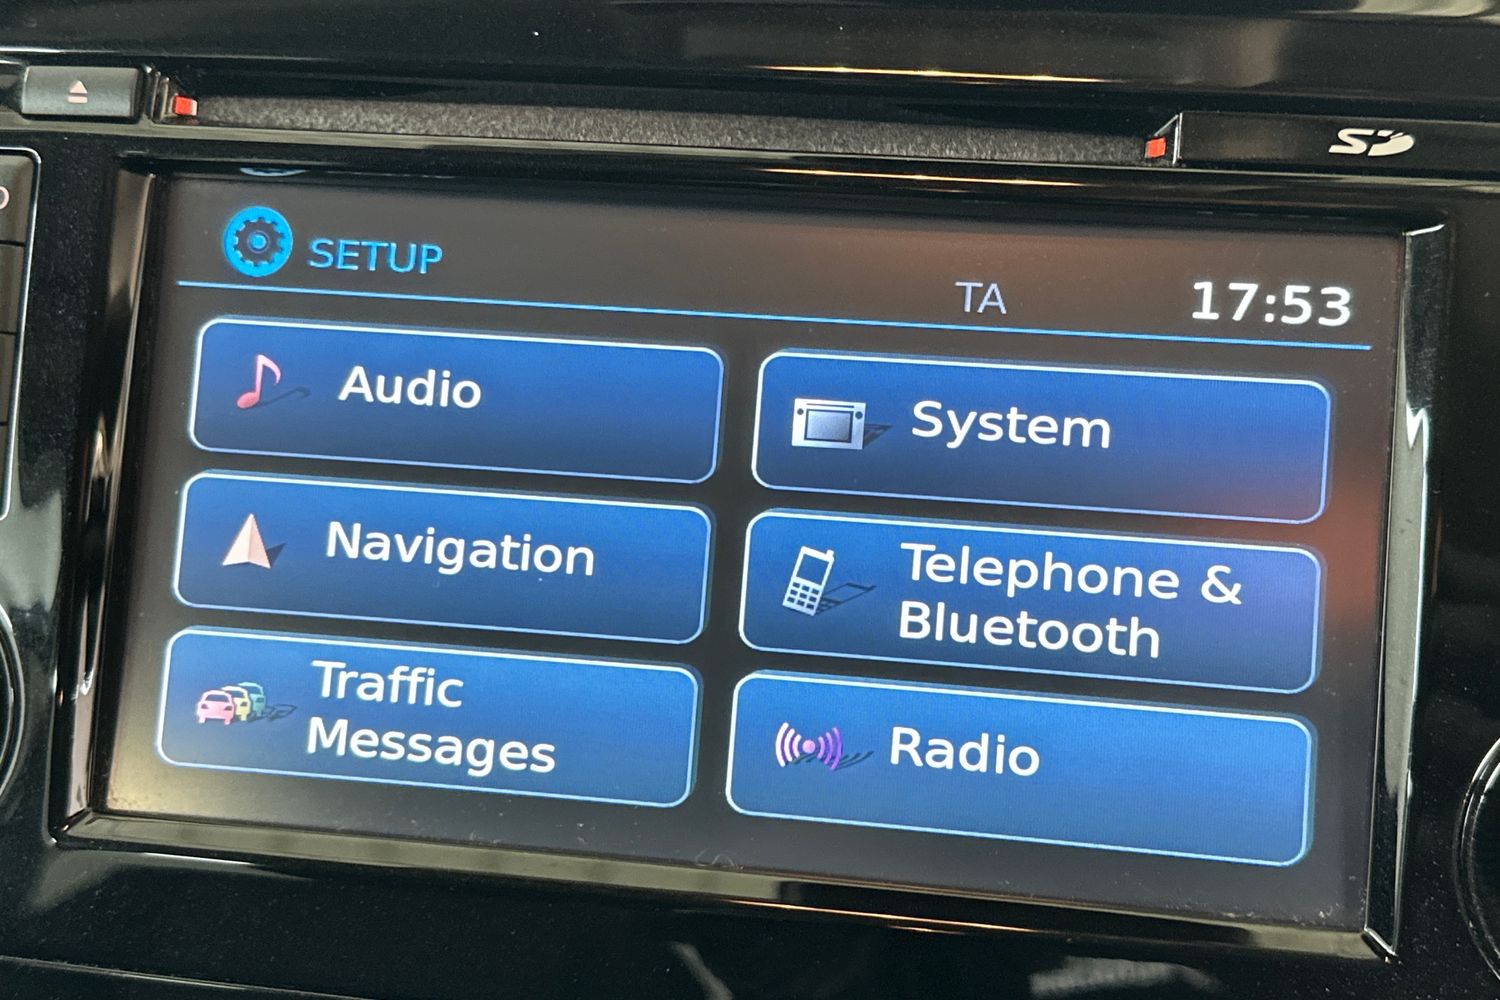 SD
SETUP
TA 17:53
Audio
System
Navigation
Telephone &
Bluetooth
Traffic
Messages
Radio